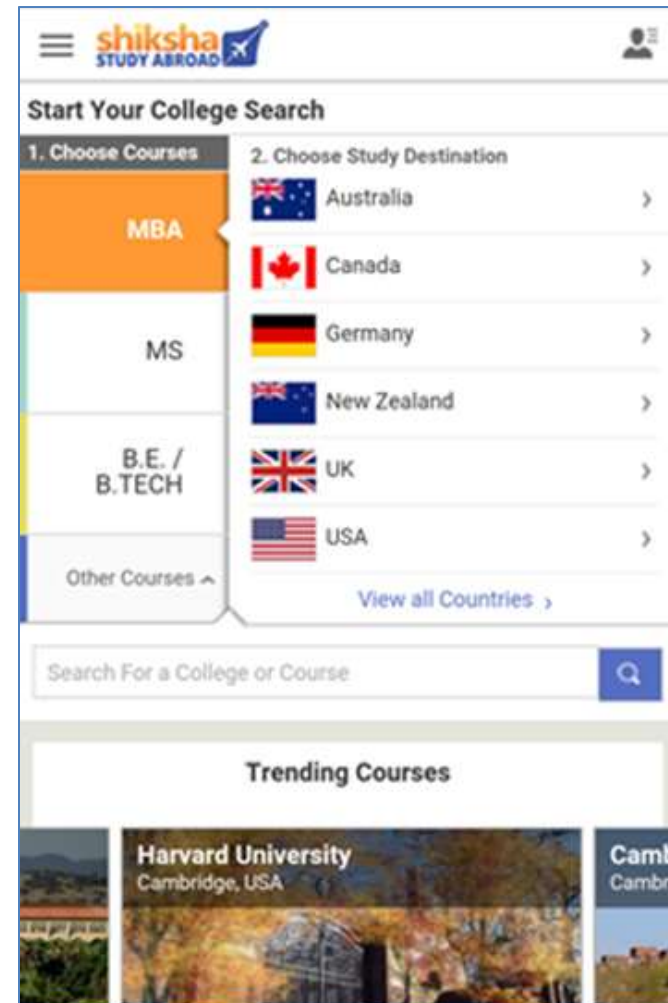 shiksha
STUDY ABROAD
Start Your College Search
1. Choose Courses
MBA
MS
B.E. /
B.TECH
Other Courses
2. Choose Study Destination
Australia
Canada
Germany
New Zealand
UK
USA
View all Countries
Search For a College or Course
Trending Courses
Harvard University
Cambridge, USA